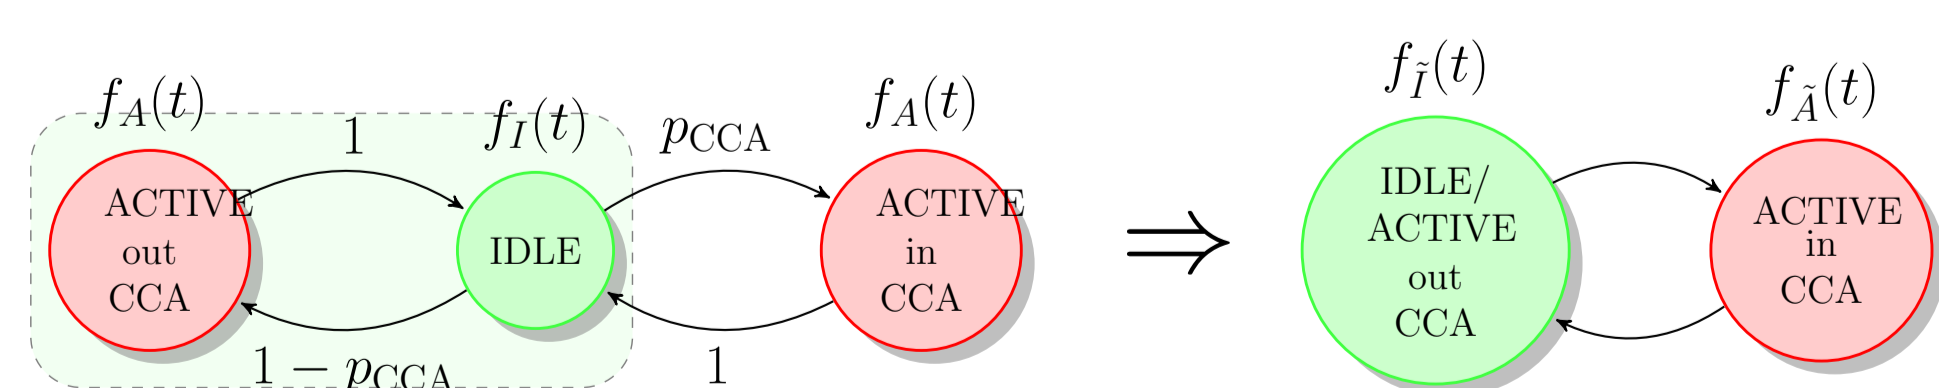 f_A(t)
1
f_I(t)
p_CCA
f_A(t)
ACTIVE
out
CCA
IDLE
ACTIVE
in
CCA
1 − p_CCA
1
⟹
f_Ĩ(t)
f_Ã(t)
IDLE/
ACTIVE
out
CCA
ACTIVE
in
CCA